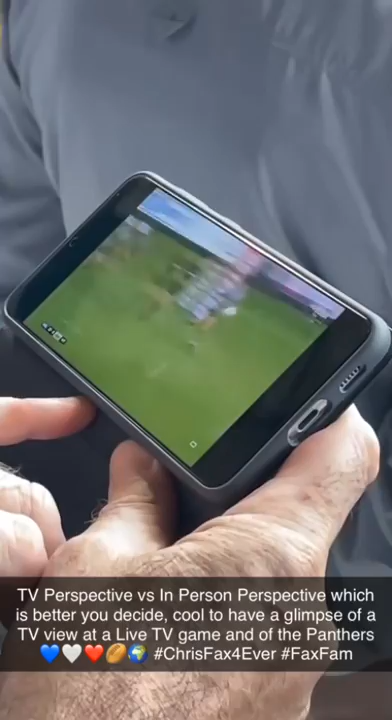 TV Perspective vs In Person Perspective which
is better you decide, cool to have a glimpse of a
TV view at a Live TV game and of the Panthers
💙🤍❤️🏉🌍 #ChrisFax4Ever #FaxFam